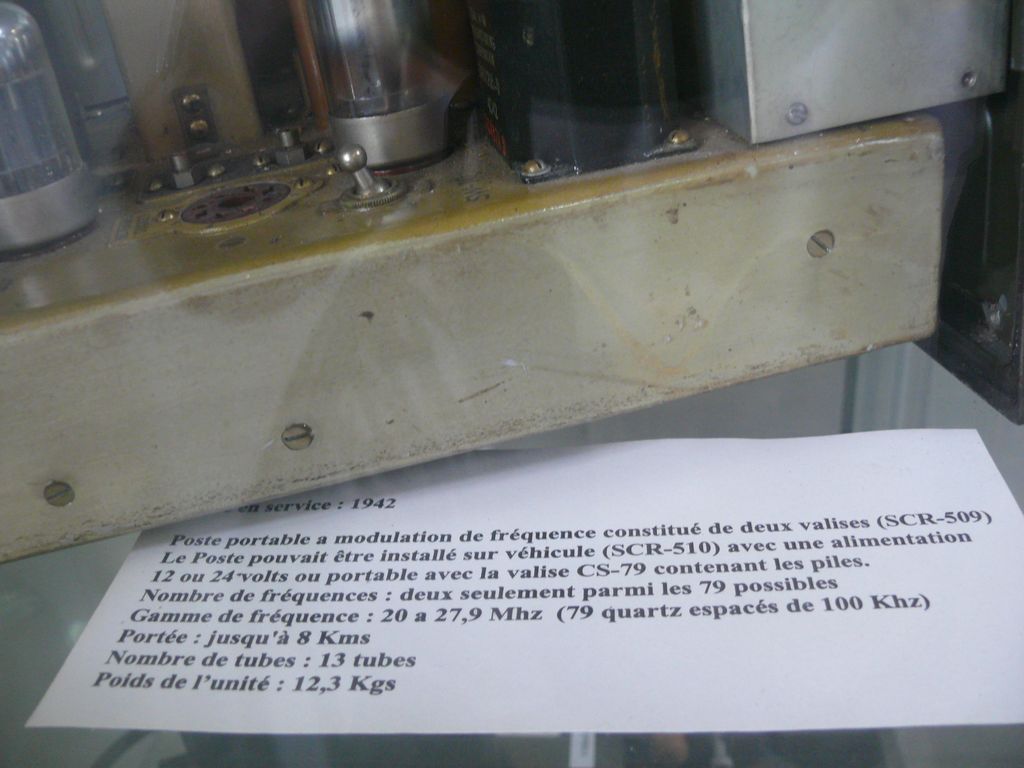 en service : 1942
Poste portable a modulation de fréquence constitué de deux valises (SCR-509)
Le Poste pouvait être installé sur véhicule (SCR-510) avec une alimentation
12 ou 24 volts ou portable avec la valise CS-79 contenant les piles.
Nombre de fréquences : deux seulement parmi les 79 possibles
Gamme de fréquence : 20 a 27,9 Mhz (79 quartz espacés de 100 Khz)
Portée : jusqu'à 8 Kms
Nombre de tubes : 13 tubes
Poids de l'unité : 12,3 Kgs